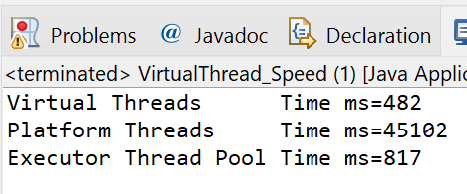 Problems @ Javadoc Declaration
<terminated> VirtualThread_Speed (1) [Java Applic
Virtual Threads Time ms=482
Platform Threads Time ms=45102
Executor Thread Pool Time ms=817